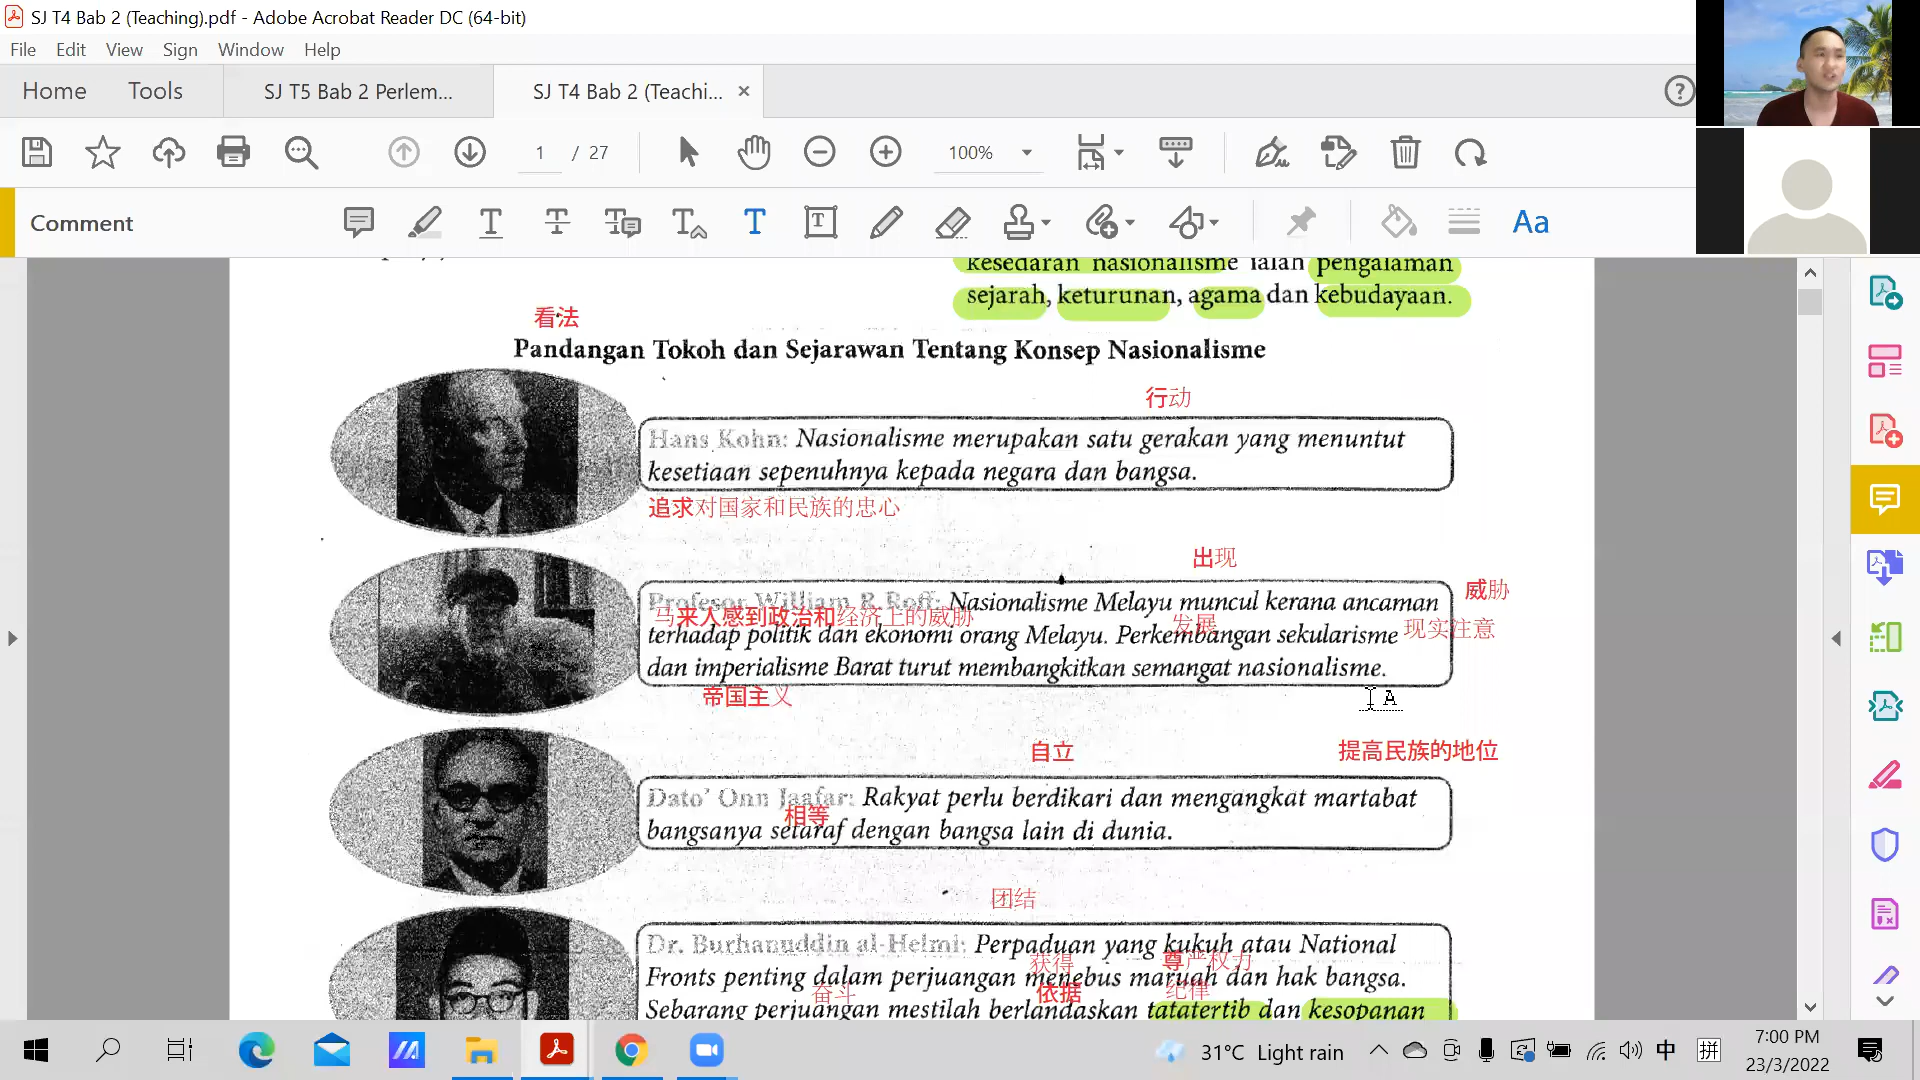 SJ T4 Bab 2 (Teaching).pdf - Adobe Acrobat Reader DC (64-bit)
File Edit View Sign Window Help
Home Tools SJ T5 Bab 2 Perlem... SJ T4 Bab 2 (Teachi... ×
1 / 27 100%
Comment Aa
kesedaran nasionalisme ialah pengalaman
sejarah, keturunan, agama dan kebudayaan.
看法
Pandangan Tokoh dan Sejarawan Tentang Konsep Nasionalisme
行动
Hans Kohn: Nasionalisme merupakan satu gerakan yang menuntut
kesetiaan sepenuhnya kepada negara dan bangsa.
追求对国家和民族的忠心
出现
威胁
Profesor William R.Roff: Nasionalisme Melayu muncul kerana ancaman
马来人感到政治和经济上的威胁
发展
现实注意
terhadap politik dan ekonomi orang Melayu. Perkembangan sekularisme
dan imperialisme Barat turut membangkitkan semangat nasionalisme.
帝国主义
自立
提高民族的地位
Dato' Onn Jaafar: Rakyat perlu berdikari dan mengangkat martabat
相等
bangsanya setaraf dengan bangsa lain di dunia.
团结
Dr. Burhanuddin al-Helmi: Perpaduan yang kukuh atau National
获得 尊严权力
Fronts penting dalam perjuangan menebus maruah dan hak bangsa.
奋斗 依据 纪律
Sebarang perjuangan mestilah berlandaskan tatatertib dan kesopanan
31°C Light rain 中 拼 7:00 PM
23/3/2022